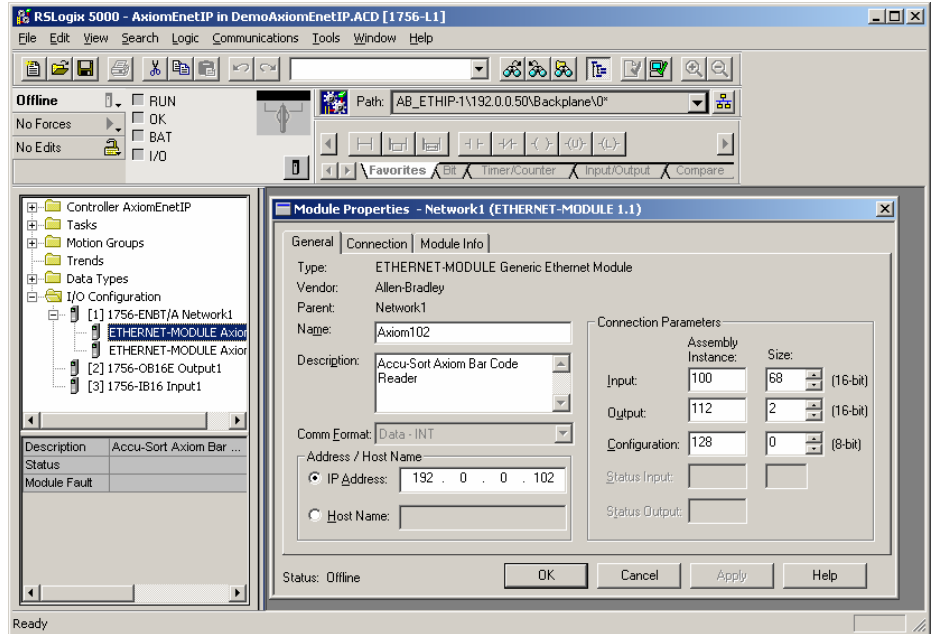 RSLogix 5000 - AxiomEnetIP in DemoAxiomEnetIP.ACD [1756-L1]
File Edit View Search Logic Communications Tools Window Help
Offline
RUN
No Forces
OK
No Edits
BAT
I/O
Path: AB_ETHIP-1\192.0.0.50\Backplane\0*
Favorites Bit Timer/Counter Input/Output Compare
Controller AxiomEnetIP
Tasks
Motion Groups
Trends
Data Types
I/O Configuration
[1] 1756-ENBT/A Network1
ETHERNET-MODULE Axiom
ETHERNET-MODULE Axiom
[2] 1756-OB16E Output1
[3] 1756-IB16 Input1
Description Accu-Sort Axiom Bar ...
Status
Module Fault
Module Properties - Network1 (ETHERNET-MODULE 1.1)
General Connection Module Info
Type: ETHERNET-MODULE Generic Ethernet Module
Vendor: Allen-Bradley
Parent: Network1
Name: Axiom102
Description: Accu-Sort Axiom Bar Code
Reader
Comm Format: Data - INT
Address / Host Name
IP Address: 192 . 0 . 0 . 102
Host Name:
Connection Parameters
Assembly
Instance: Size:
Input: 100 68 (16-bit)
Output: 112 2 (16-bit)
Configuration: 128 0 (8-bit)
Status Input:
Status Output:
Status: Offline
OK Cancel Apply Help
Ready